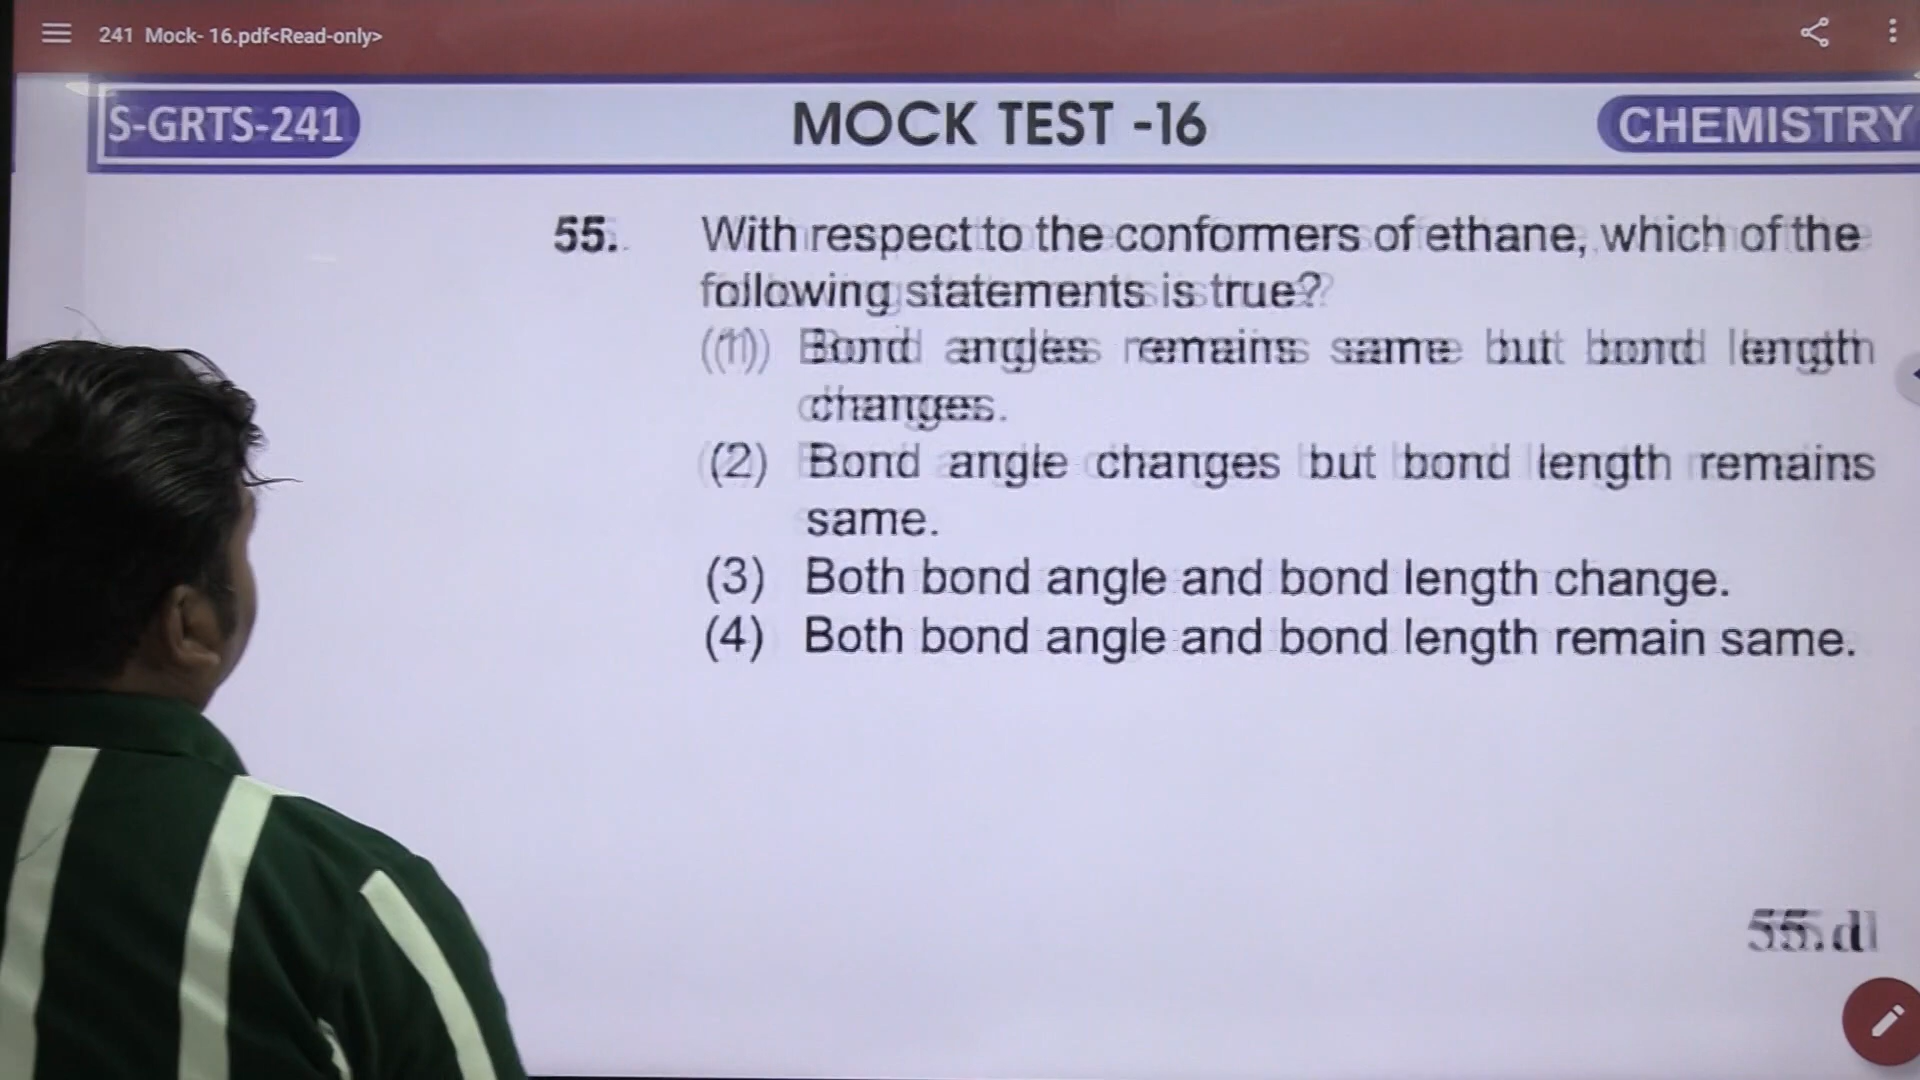 241 Mock- 16.pdf<Read-only>
S-GRTS-241 MOCK TEST -16 CHEMISTRY
55. With respect to the conformers of ethane, which of the
following statements is true?
(1) Bond angles remains same but bond length
changes.
(2) Bond angle changes but bond length remains
same.
(3) Both bond angle and bond length change.
(4) Both bond angle and bond length remain same.
55. d